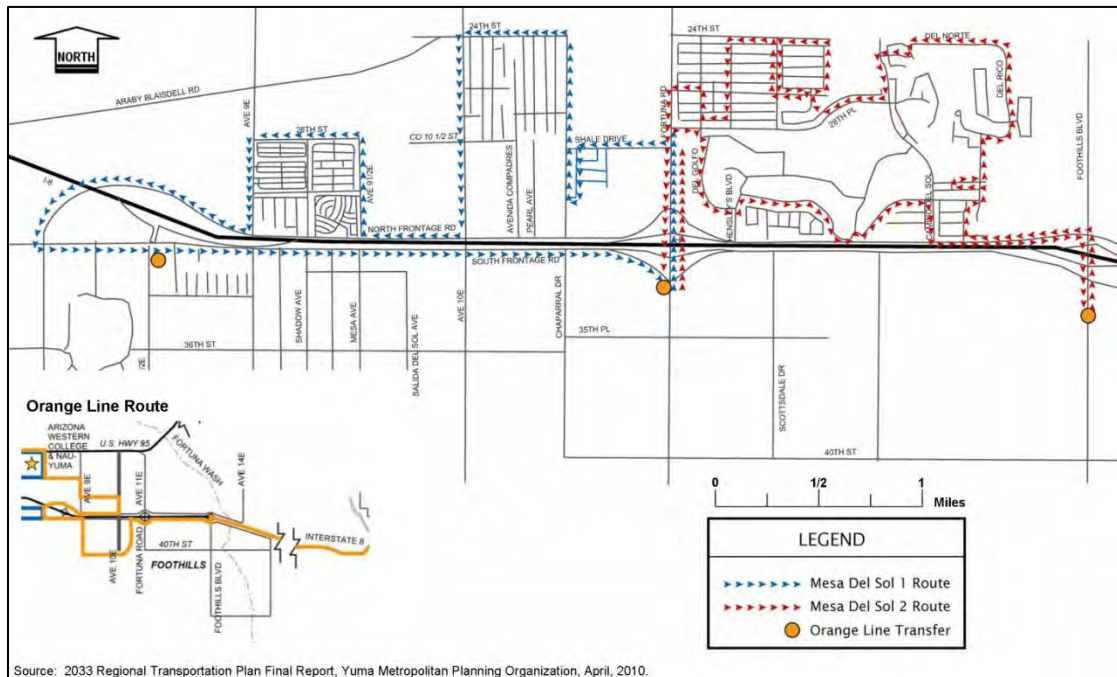 NORTH
24TH ST
24TH ST
DEL NORTE
ARABY BLAISDELL RD
AVE 9E
28TH ST
CO 10 1/2 ST
SHALE DRIVE
FORTUNA RD
28TH PL
DEL RICO
FOOTHILLS BLVD
I-8
AVE 91/2E
AVENIDA COMPADRES
PEARL AVE
DEL GOLFO
HENSLEY'S BLVD
DEL SOL
NORTH FRONTAGE RD
SOUTH FRONTAGE RD
SHADOW AVE
MESA AVE
SALIDA DEL SOL AVE
AVE 10E
CHAPARRAL DR
35TH PL
36TH ST
1/2E
SCOTTSDALE DR
40TH ST
Orange Line Route
ARIZONA
WESTERN
COLLEGE
& NAU-
YUMA
U.S. HWY 95
FORTUNA WASH
AVE 9E
AVE 11E
AVE 14E
AVE 10E
FORTUNA ROAD
40TH ST
FOOTHILLS
FOOTHILLS BLVD
INTERSTATE 8
0 1/2 1
Miles
LEGEND
Mesa Del Sol 1 Route
Mesa Del Sol 2 Route
Orange Line Transfer
Source: 2033 Regional Transportation Plan Final Report, Yuma Metropolitan Planning Organization, April, 2010.